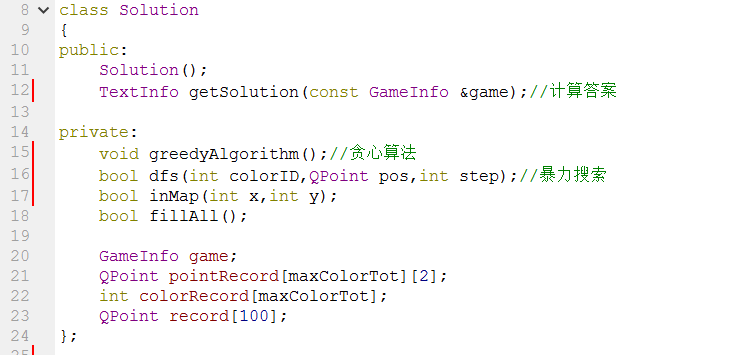 8 class Solution
9 {
10 public:
11     Solution();
12     TextInfo getSolution(const GameInfo &game);//计算答案
13
14 private:
15     void greedyAlgorithm();//贪心算法
16     bool dfs(int colorID,QPoint pos,int step);//暴力搜索
17     bool inMap(int x,int y);
18     bool fillAll();
19
20     GameInfo game;
21     QPoint pointRecord[maxColorTot][2];
22     int colorRecord[maxColorTot];
23     QPoint record[100];
24 };
25